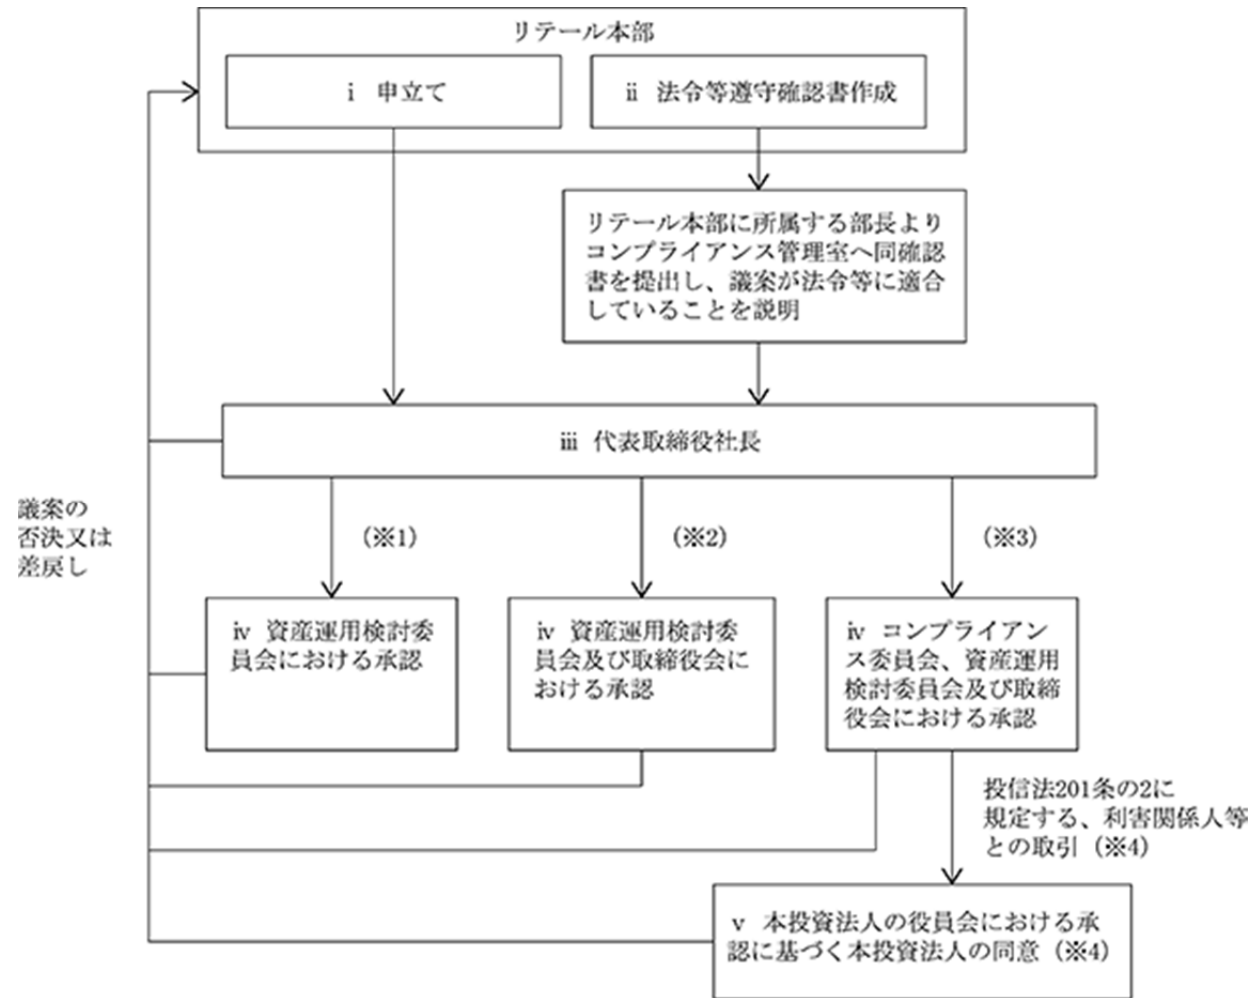 リテール本部
ⅰ 申立て
ⅱ 法令等遵守確認書作成
リテール本部に所属する部長より
コンプライアンス管理室へ同確認
書を提出し、議案が法令等に適合
していることを説明
ⅲ 代表取締役社長
議案の
否決又は
差戻し
(※1)
(※2)
(※3)
ⅳ 資産運用検討委
員会における承認
ⅳ 資産運用検討委
員会及び取締役会に
おける承認
ⅳ コンプライアン
ス委員会、資産運用
検討委員会及び取締
役会における承認
投信法201条の2に
規定する、利害関係人等
との取引（※4）
ⅴ 本投資法人の役員会における承
認に基づく本投資法人の同意（※4）